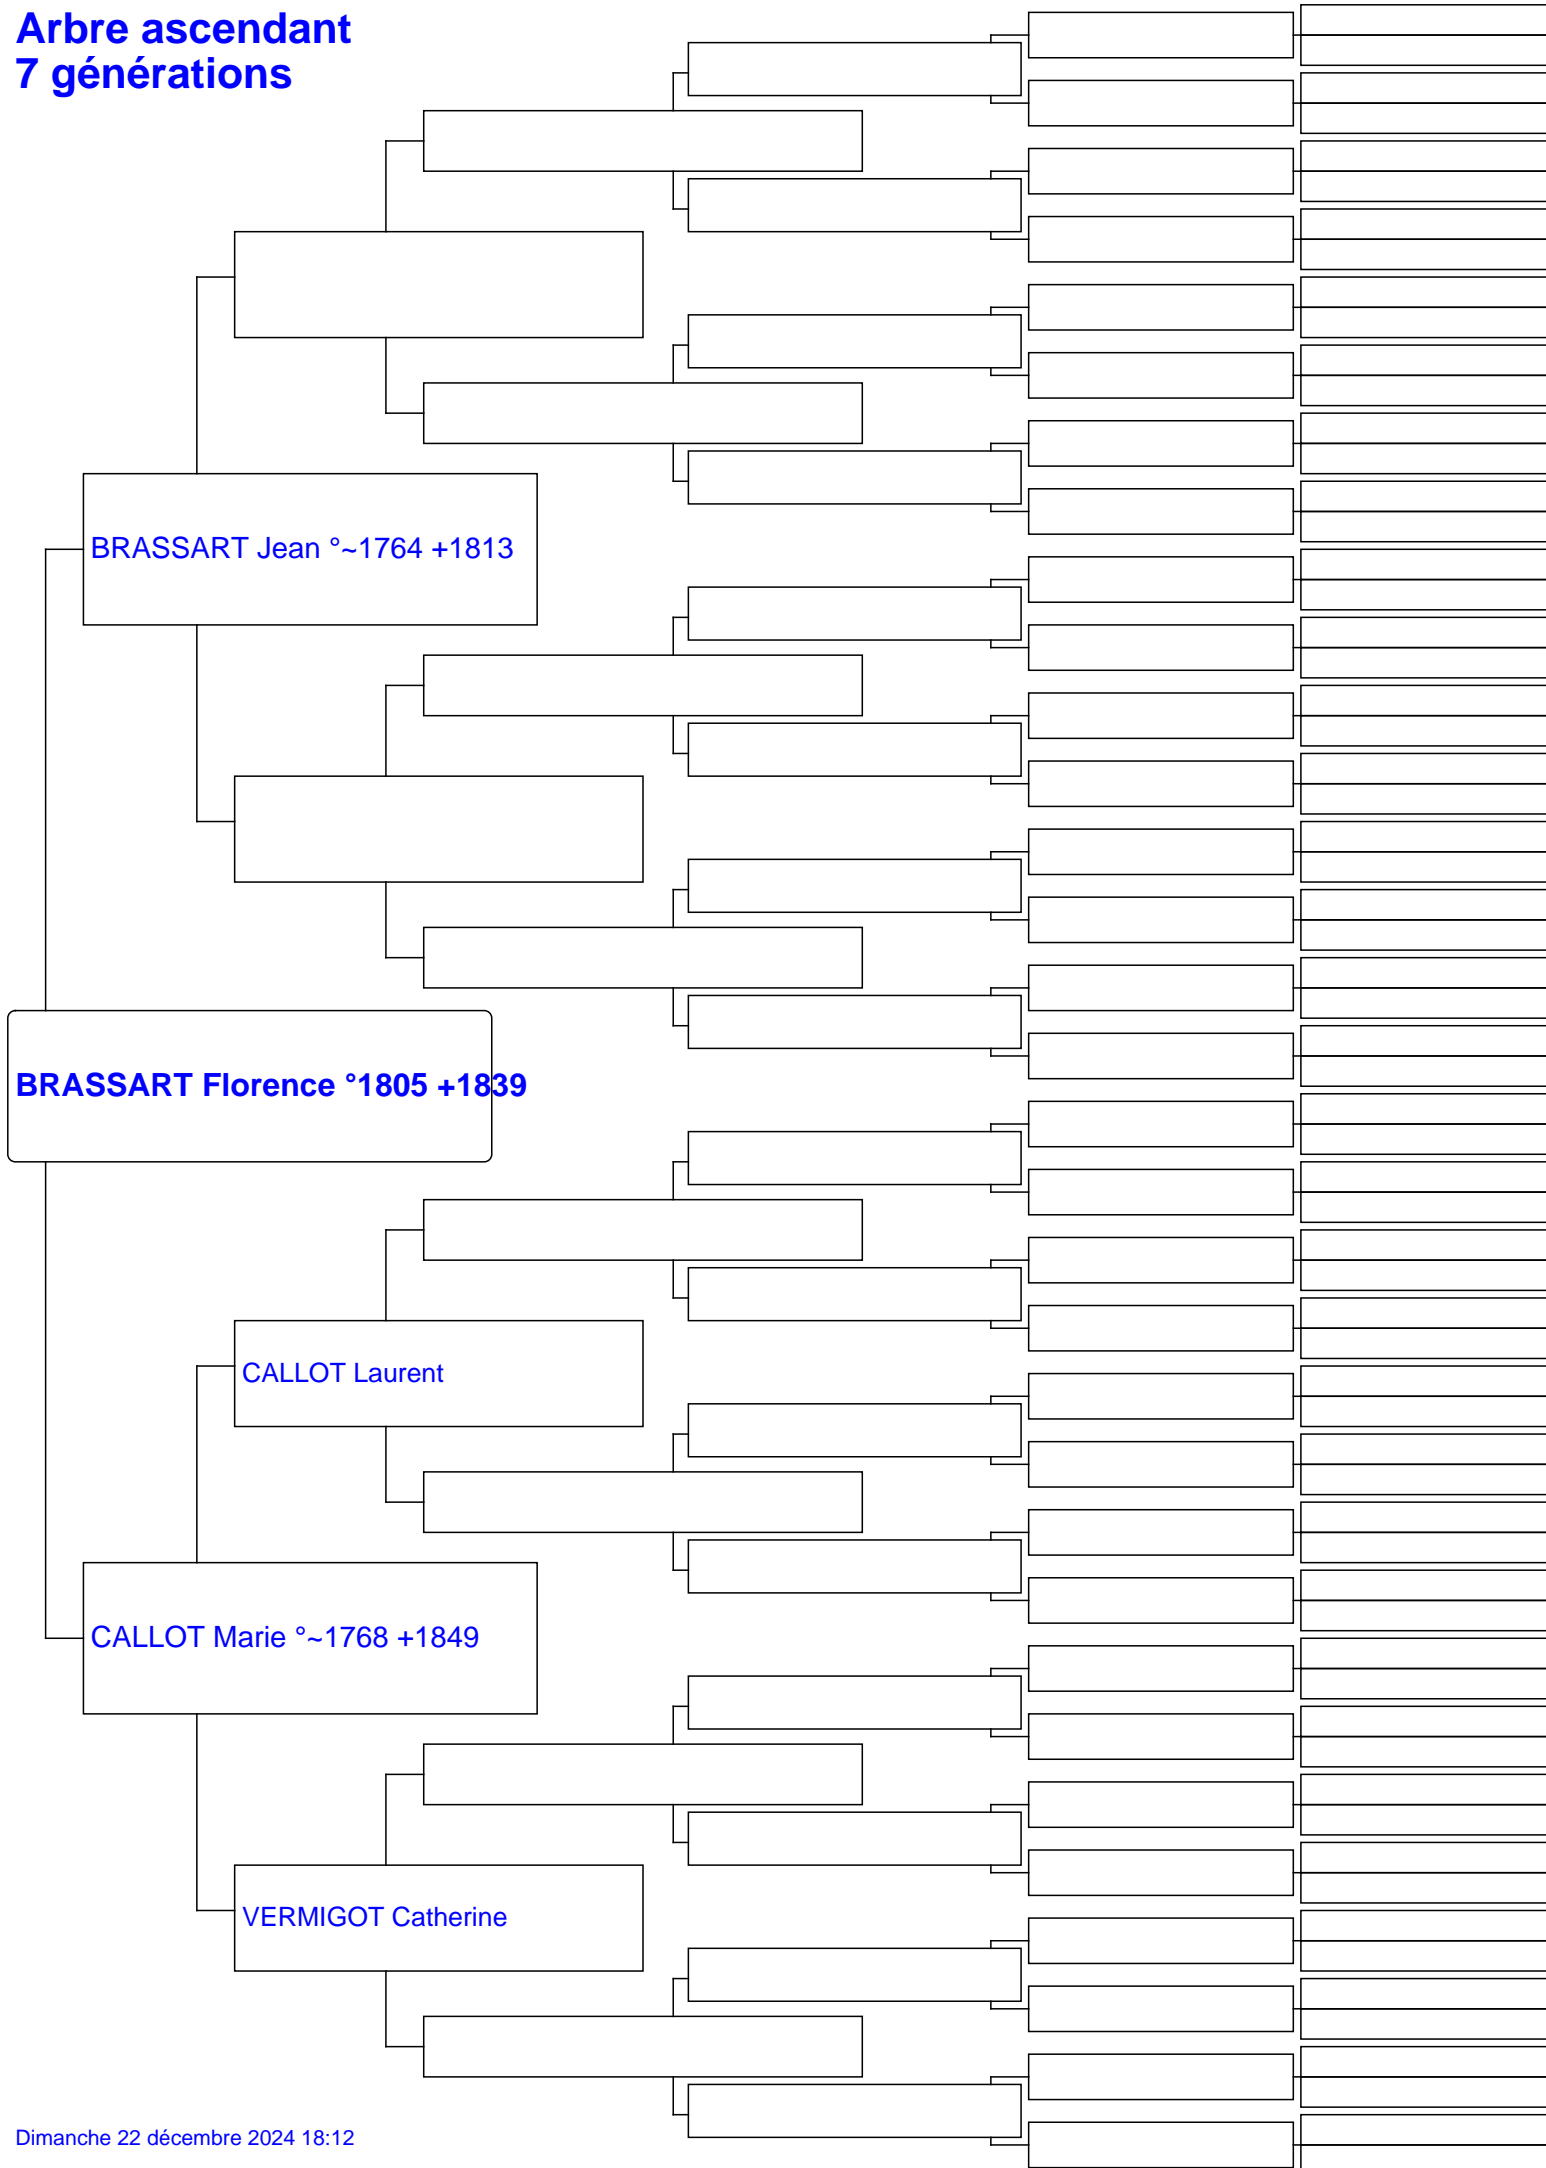 Arbre ascendant
7 générations
BRASSART Jean °~1764 +1813
BRASSART Florence °1805 +1839
CALLOT Laurent
CALLOT Marie °~1768 +1849
VERMIGOT Catherine
Dimanche 22 décembre 2024 18:12